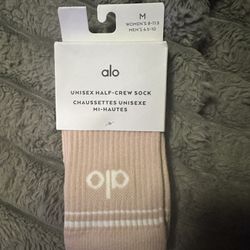 M
WOMEN'S 8-11.5
MEN'S 6.5-10
alo
UNISEX HALF-CREW SOCK
CHAUSSETTES UNISEXE
MI-HAUTES
alo